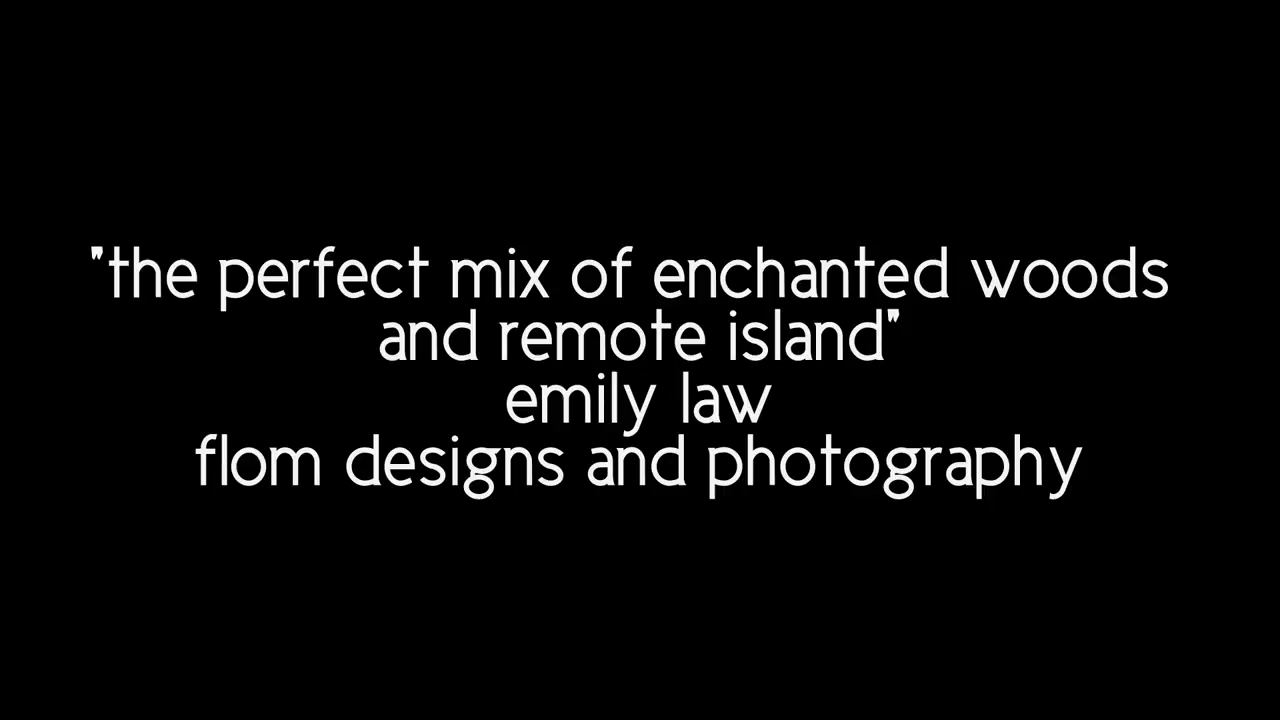 "the perfect mix of enchanted woods
and remote island"
emily law
flom designs and photography